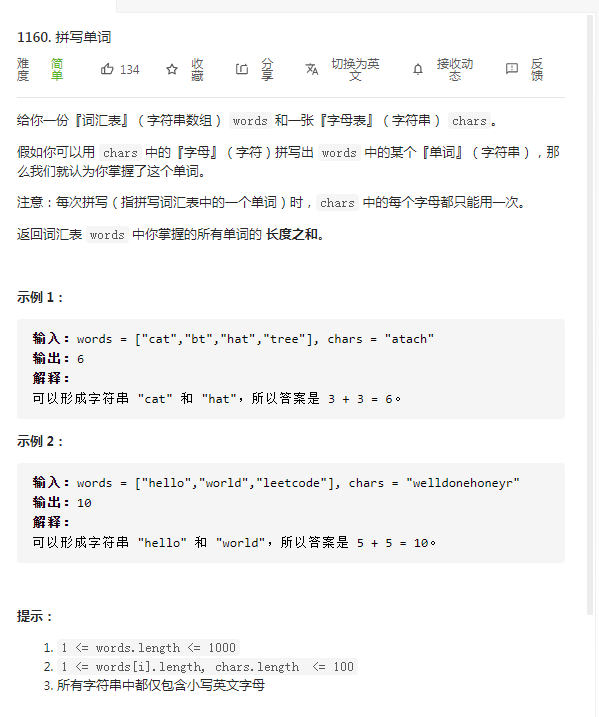 1160. 拼写单词
难度 简单 134 收藏 分享 切换为英文 接收动态 反馈
给你一份『词汇表』（字符串数组） words 和一张『字母表』（字符串） chars。
假如你可以用 chars 中的『字母』（字符）拼写出 words 中的某个『单词』（字符串），那
么我们就认为你掌握了这个单词。
注意：每次拼写（指拼写词汇表中的一个单词）时，chars 中的每个字母都只能用一次。
返回词汇表 words 中你掌握的所有单词的 长度之和。
示例 1：
输入：words = ["cat","bt","hat","tree"], chars = "atach"
输出：6
解释：
可以形成字符串 "cat" 和 "hat"，所以答案是 3 + 3 = 6。
示例 2：
输入：words = ["hello","world","leetcode"], chars = "welldonehoneyr"
输出：10
解释：
可以形成字符串 "hello" 和 "world"，所以答案是 5 + 5 = 10。
提示：
1. 1 <= words.length <= 1000
2. 1 <= words[i].length, chars.length <= 100
3. 所有字符串中都仅包含小写英文字母